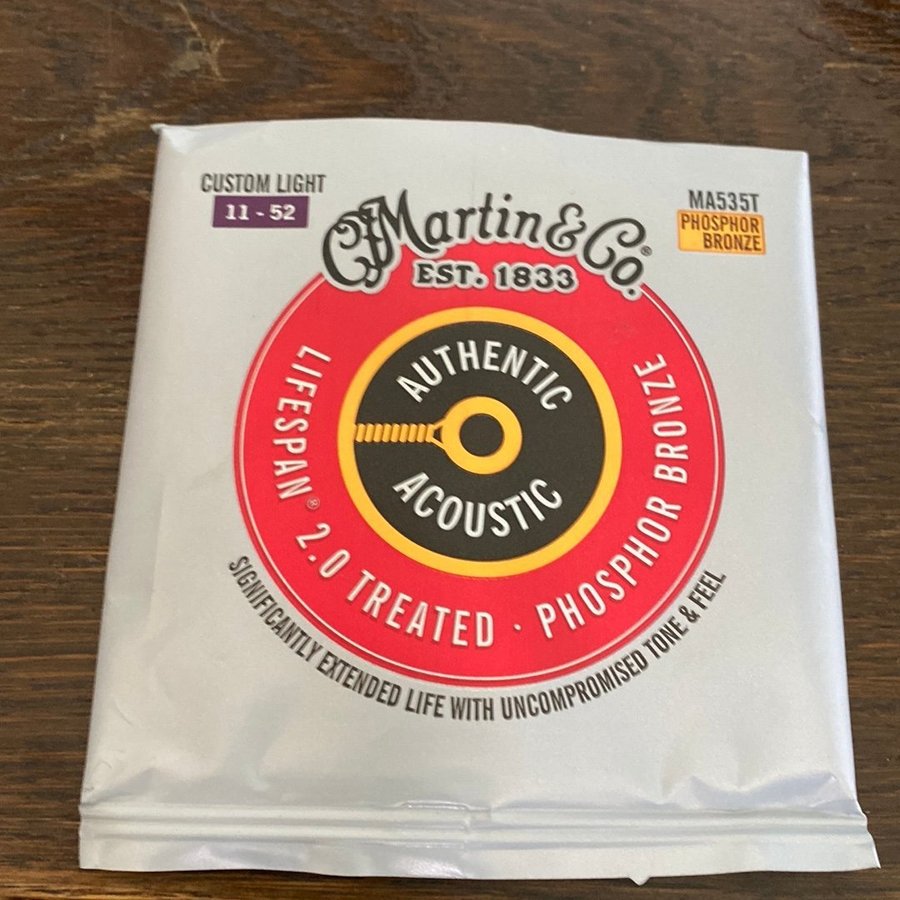 CUSTOM LIGHT
11 - 52
MA535T
PHOSPHOR
BRONZE
CFMartin & Co.®
EST. 1833
AUTHENTIC
ACOUSTIC
LIFESPAN® 2.0 TREATED · PHOSPHOR BRONZE
SIGNIFICANTLY EXTENDED LIFE WITH UNCOMPROMISED TONE & FEEL